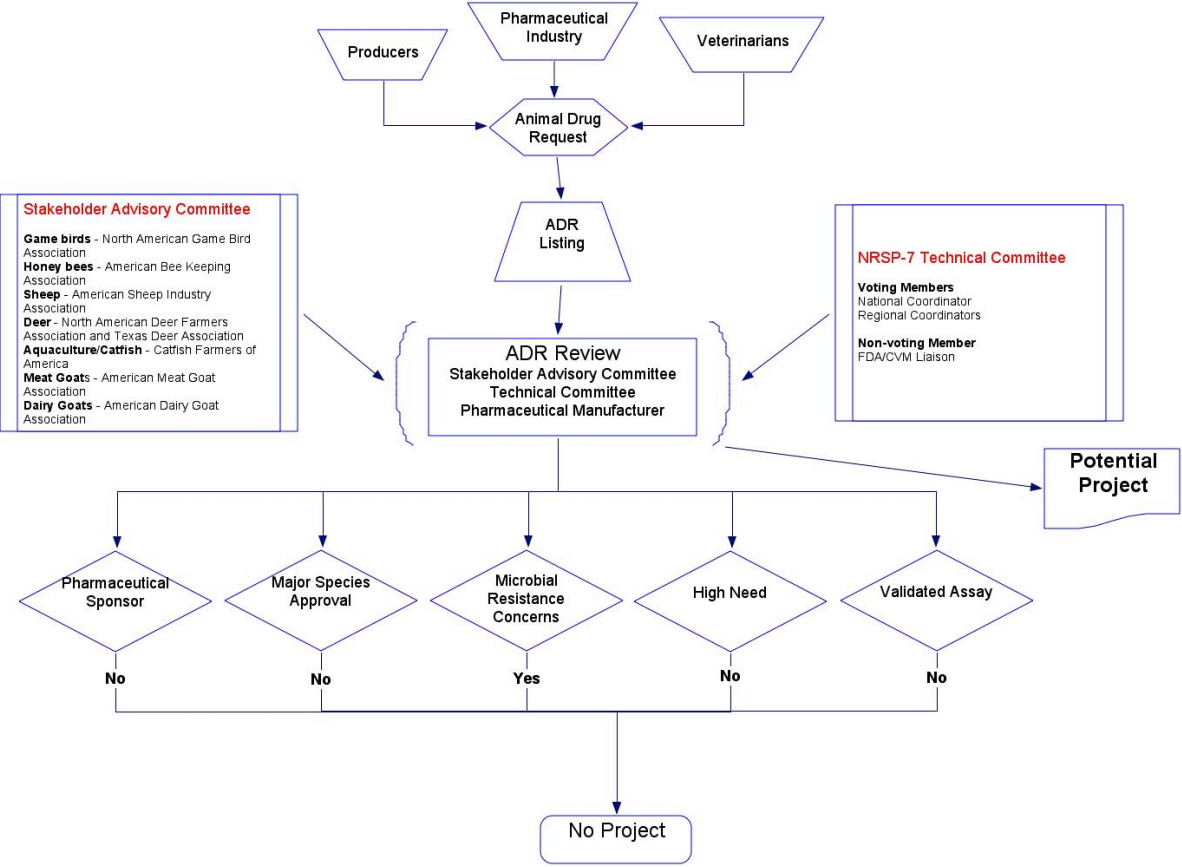 Pharmaceutical
Industry
Producers
Veterinarians
Animal Drug
Request
Stakeholder Advisory Committee
Game birds - North American Game Bird
Association
Honey bees - American Bee Keeping
Association
Sheep - American Sheep Industry
Association
Deer - North American Deer Farmers
Association and Texas Deer Association
Aquaculture/Catfish - Catfish Farmers of
America
Meat Goats - American Meat Goat
Association
Dairy Goats - American Dairy Goat
Association
ADR
Listing
NRSP-7 Technical Committee
Voting Members
National Coordinator
Regional Coordinators
Non-voting Member
FDA/CVM Liaison
ADR Review
Stakeholder Advisory Committee
Technical Committee
Pharmaceutical Manufacturer
Potential
Project
Pharmaceutical
Sponsor
Major Species
Approval
Microbial
Resistance
Concerns
High Need
Validated Assay
No
No
Yes
No
No
No Project